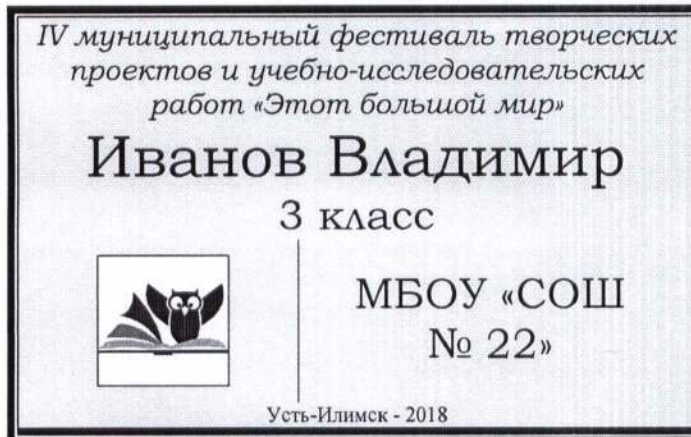 IV муниципальный фестиваль творческих
проектов и учебно-исследовательских
работ «Этот большой мир»
Иванов Владимир
3 класс
МБОУ «СОШ
№ 22»
Усть-Илимск - 2018